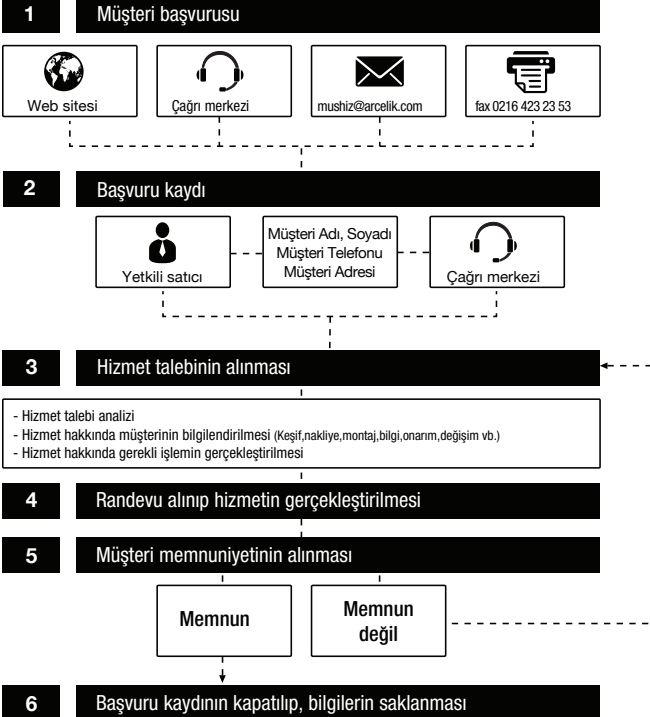 1 Müşteri başvurusu
Web sitesi
Çağrı merkezi
mushiz@arcelik.com
fax 0216 423 23 53
2 Başvuru kaydı
Yetkili satıcı
Müşteri Adı, Soyadı
Müşteri Telefonu
Müşteri Adresi
Çağrı merkezi
3 Hizmet talebinin alınması
- Hizmet talebi analizi
- Hizmet hakkında müşterinin bilgilendirilmesi (Keşif,nakliye,montaj,bilgi,onarım,değişim vb.)
- Hizmet hakkında gerekli işlemin gerçekleştirilmesi
4 Randevu alınıp hizmetin gerçekleştirilmesi
5 Müşteri memnuniyetinin alınması
Memnun
Memnun
değil
6 Başvuru kaydının kapatılıp, bilgilerin saklanması